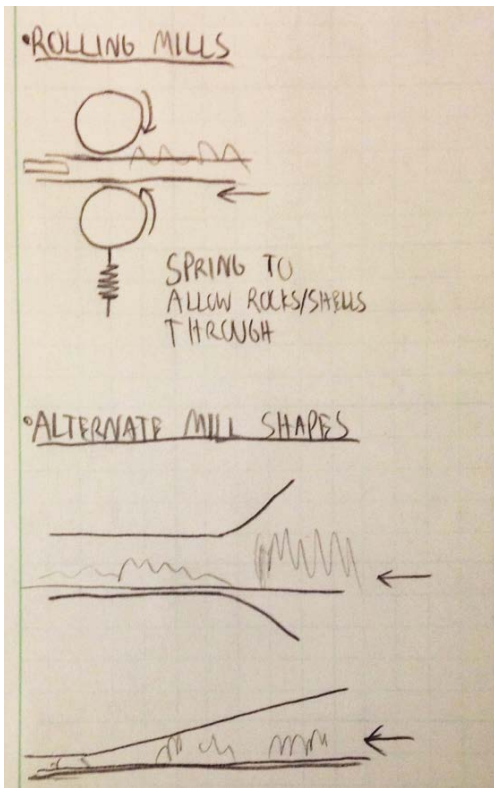 •ROLLING MILLS
SPRING TO
ALLOW ROCKS/SHELLS
THROUGH
•ALTERNATE MILL SHAPES